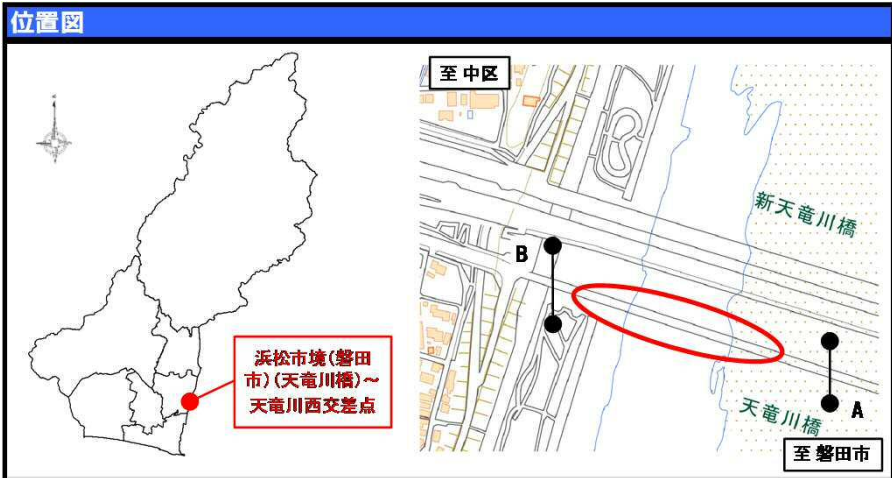 位置図
至 中区
新天竜川橋
B
浜松市境(磐田
市)(天竜川橋)～
天竜川西交差点
天竜川橋
A
至 磐田市